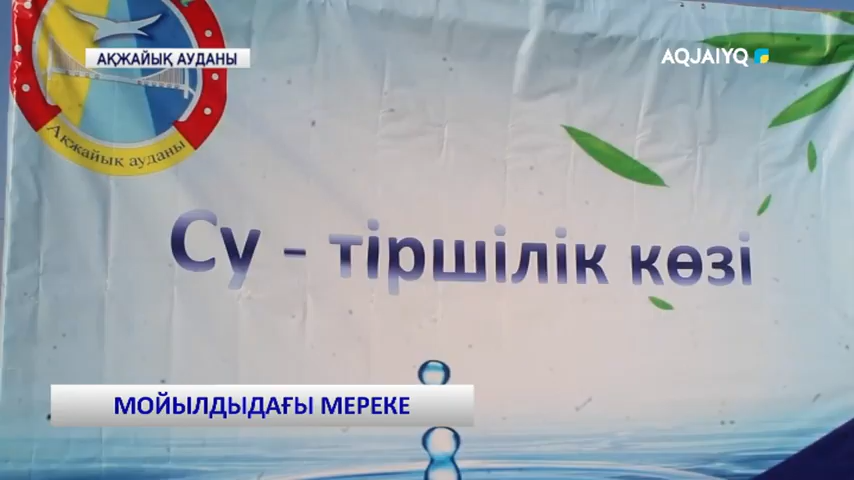 АҚЖАЙЫҚ АУДАНЫ
AQJAIYQ
Ақжайық ауданы
Су - тіршілік көзі
МОЙЫЛДЫДАҒЫ МЕРЕКЕ